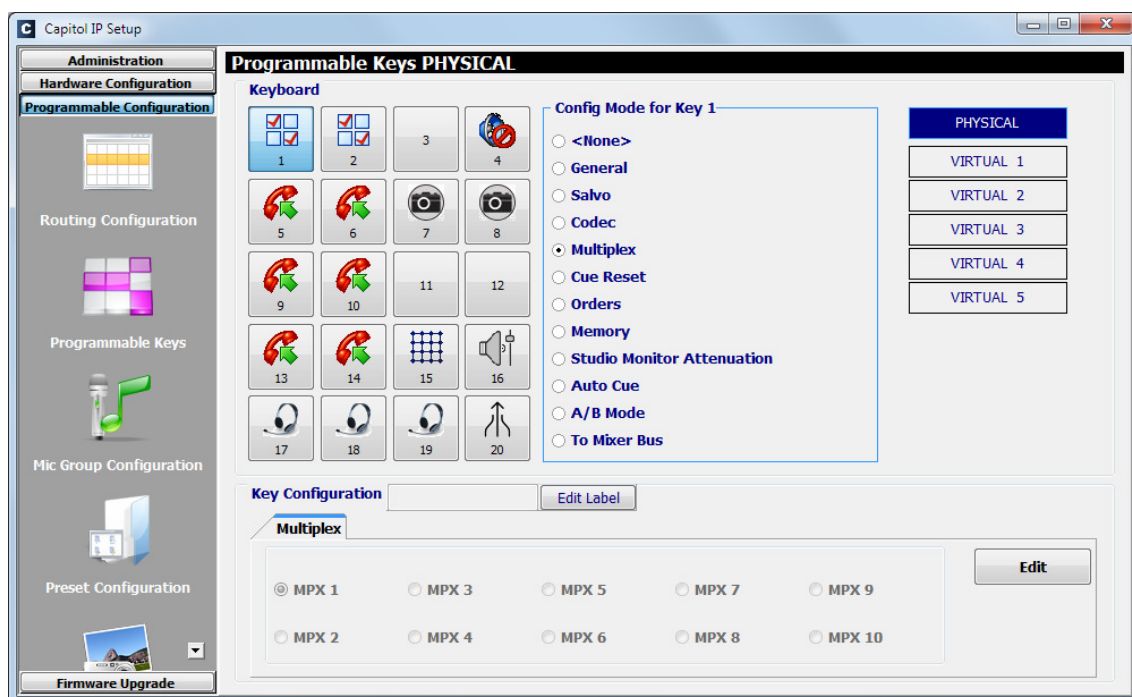 Capitol IP Setup
Administration
Hardware Configuration
Programmable Configuration
Routing Configuration
Programmable Keys
Mic Group Configuration
Preset Configuration
Firmware Upgrade
Programmable Keys PHYSICAL
Keyboard
1 2 3 4
5 6 7 8
9 10 11 12
13 14 15 16
17 18 19 20
Config Mode for Key 1
<None>
General
Salvo
Codec
Multiplex
Cue Reset
Orders
Memory
Studio Monitor Attenuation
Auto Cue
A/B Mode
To Mixer Bus
PHYSICAL
VIRTUAL 1
VIRTUAL 2
VIRTUAL 3
VIRTUAL 4
VIRTUAL 5
Key Configuration Edit Label
Multiplex
MPX 1 MPX 3 MPX 5 MPX 7 MPX 9
MPX 2 MPX 4 MPX 6 MPX 8 MPX 10
Edit